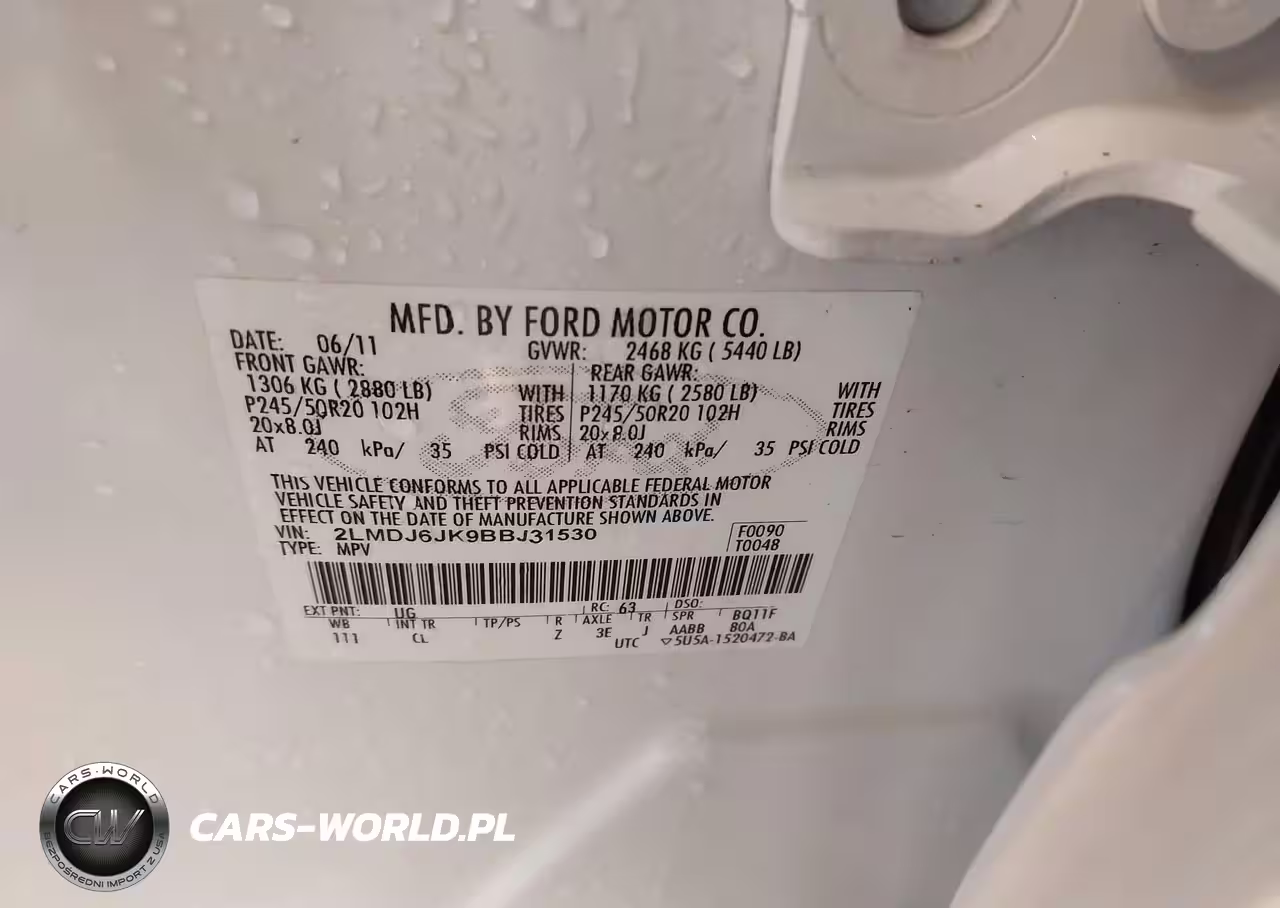 MFD. BY FORD MOTOR CO.
DATE: 06/11 GVWR: 2468 KG ( 5440 LB)
FRONT GAWR: REAR GAWR:
1306 KG ( 2880 LB) WITH 1170 KG ( 2580 LB) WITH
P245/50R20 102H TIRES P245/50R20 102H TIRES
20x8.0J RIMS 20x8.0J RIMS
AT 240 kPa/ 35 PSI COLD AT 240 kPa/ 35 PSI COLD
THIS VEHICLE CONFORMS TO ALL APPLICABLE FEDERAL MOTOR
VEHICLE SAFETY AND THEFT PREVENTION STANDARDS IN
EFFECT ON THE DATE OF MANUFACTURE SHOWN ABOVE.
VIN: 2LMDJ6JK9BBJ31530 F0090
TYPE: MPV T0048
EXT PNT: UG RC: 63 DSO:
WB INT TR TP/PS R AXLE TR SPR BQ11F
111 CL Z 3E J AABB 80A
UTC ▽5U5A-1520472-BA
CARS-WORLD
CW
BEZPOŚREDNI IMPORT Z USA
CARS-WORLD.PL